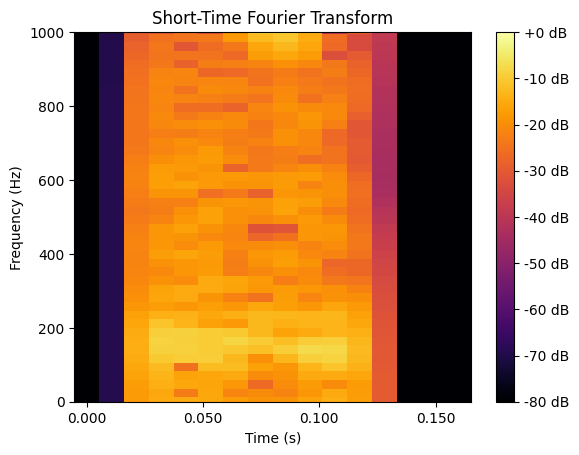 Short-Time Fourier Transform
1000
800
600
400
200
0
Frequency (Hz)
0.000
0.050
0.100
0.150
Time (s)
+0 dB
-10 dB
-20 dB
-30 dB
-40 dB
-50 dB
-60 dB
-70 dB
-80 dB